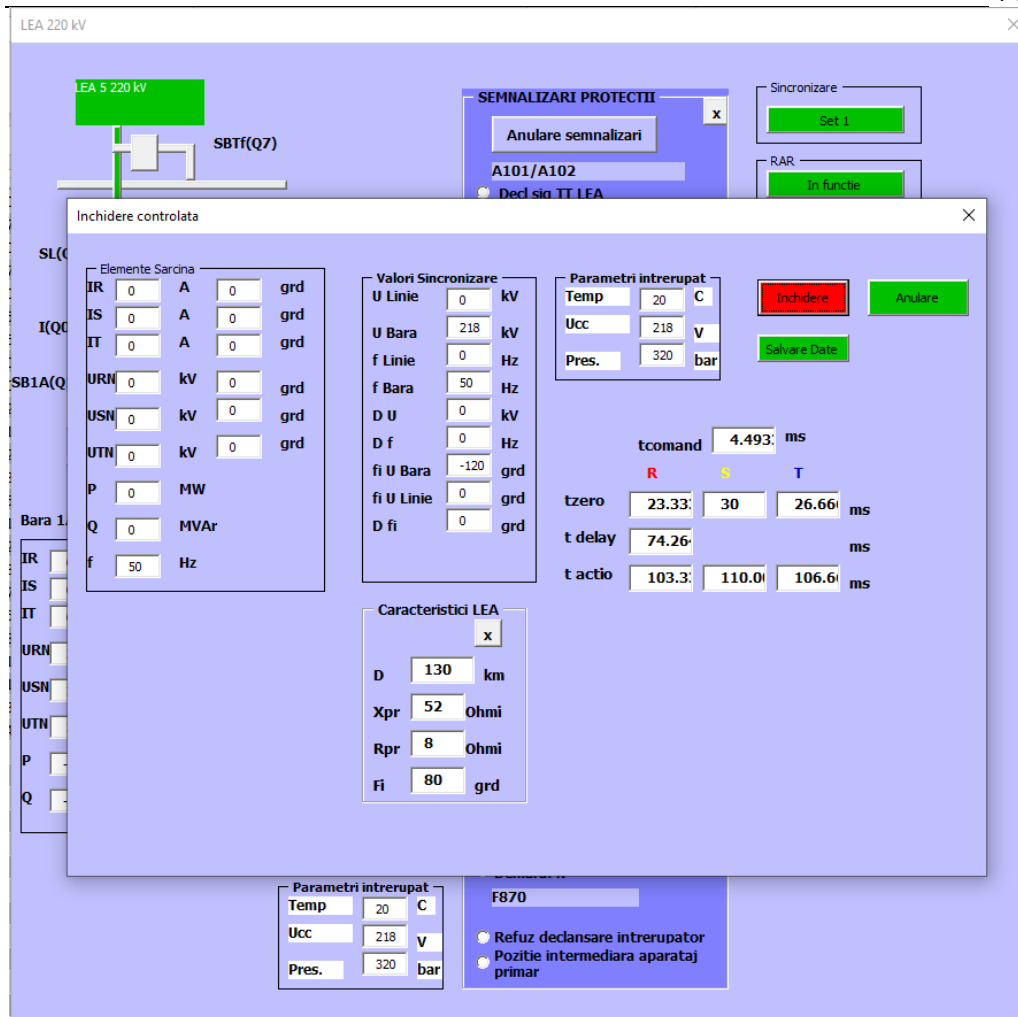 LEA 220 kV
LEA 5 220 kV
SBTf(Q7)
SEMNALIZARI PROTECTII
x
Anulare semnalizari
A101/A102
Decl sig TT LEA
Sincronizare
Set 1
RAR
In functie
Inchidere controlata
Elemente Sarcina
IR 0 A 0 grd
IS 0 A 0 grd
IT 0 A 0 grd
URN 0 kV 0 grd
USN 0 kV 0 grd
UTN 0 kV 0 grd
P 0 MW
Q 0 MVAr
f 50 Hz
Valori Sincronizare
U Linie 0 kV
U Bara 218 kV
f Linie 0 Hz
f Bara 50 Hz
D U 0 kV
D f 0 Hz
fi U Bara -120 grd
fi U Linie 0 grd
D fi 0 grd
Parametri intrerupat
Temp 20 C
Ucc 218 V
Pres. 320 bar
Inchidere
Anulare
Salvare Date
tcomand 4.493 ms
R S T
tzero 23.33 30 26.66 ms
t delay 74.26 ms
t actio 103.3 110.0 106.6 ms
Caracteristici LEA
x
D 130 km
Xpr 52 Ohmi
Rpr 8 Ohmi
Fi 80 grd
SL(
I(Q0
SB1A(Q
Bara 1
IR
IS
IT
URN
USN
UTN
P -
Q -
Parametri intrerupat
Temp 20 C
Ucc 218 V
Pres. 320 bar
F870
Refuz declansare intrerupator
Pozitie intermediara aparataj
primar